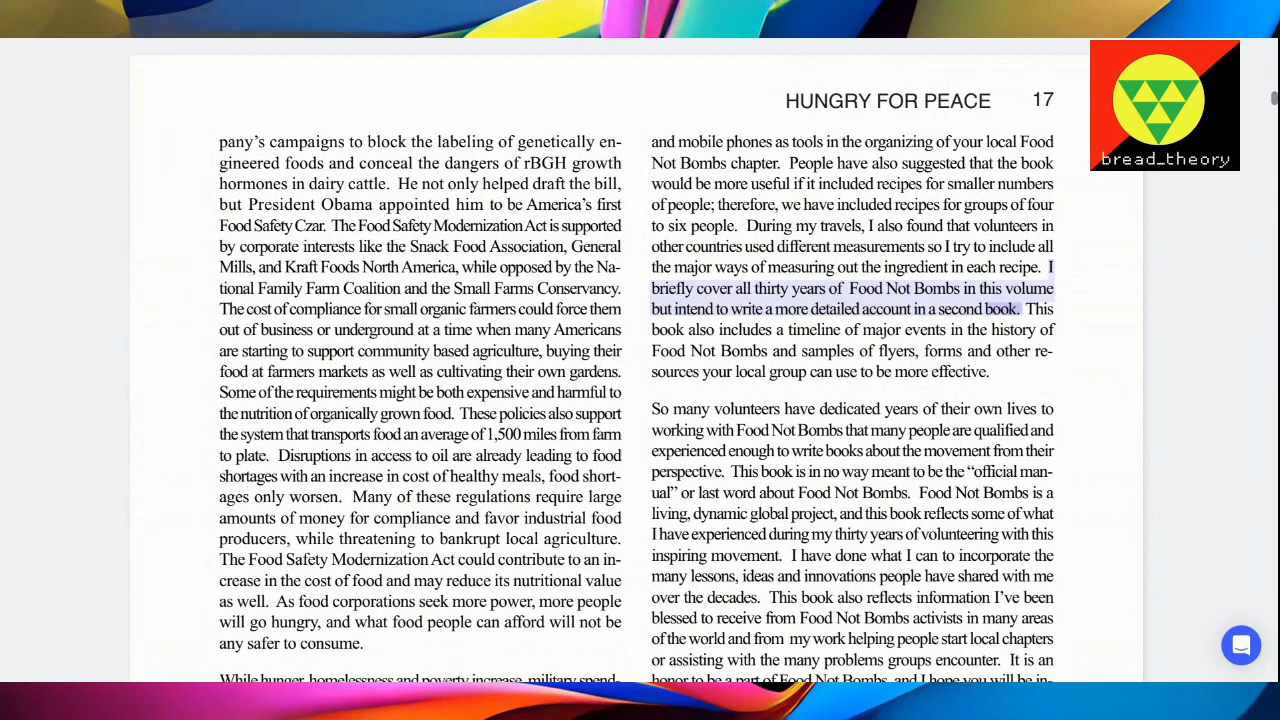 HUNGRY FOR PEACE 17
bread_theory
pany's campaigns to block the labeling of genetically en-
gineered foods and conceal the dangers of rBGH growth
hormones in dairy cattle. He not only helped draft the bill,
but President Obama appointed him to be America's first
Food Safety Czar. The Food Safety Modernization Act is supported
by corporate interests like the Snack Food Association, General
Mills, and Kraft Foods North America, while opposed by the Na-
tional Family Farm Coalition and the Small Farms Conservancy.
The cost of compliance for small organic farmers could force them
out of business or underground at a time when many Americans
are starting to support community based agriculture, buying their
food at farmers markets as well as cultivating their own gardens.
Some of the requirements might be both expensive and harmful to
the nutrition of organically grown food. These policies also support
the system that transports food an average of 1,500 miles from farm
to plate. Disruptions in access to oil are already leading to food
shortages with an increase in cost of healthy meals, food short-
ages only worsen. Many of these regulations require large
amounts of money for compliance and favor industrial food
producers, while threatening to bankrupt local agriculture.
The Food Safety Modernization Act could contribute to an in-
crease in the cost of food and may reduce its nutritional value
as well. As food corporations seek more power, more people
will go hungry, and what food people can afford will not be
any safer to consume.
While hunger, homelessness and poverty increase, military spend-
and mobile phones as tools in the organizing of your local Food
Not Bombs chapter. People have also suggested that the book
would be more useful if it included recipes for smaller numbers
of people; therefore, we have included recipes for groups of four
to six people. During my travels, I also found that volunteers in
other countries used different measurements so I try to include all
the major ways of measuring out the ingredient in each recipe. I
briefly cover all thirty years of Food Not Bombs in this volume
but intend to write a more detailed account in a second book. This
book also includes a timeline of major events in the history of
Food Not Bombs and samples of flyers, forms and other re-
sources your local group can use to be more effective.
So many volunteers have dedicated years of their own lives to
working with Food Not Bombs that many people are qualified and
experienced enough to write books about the movement from their
perspective. This book is in no way meant to be the “official man-
ual” or last word about Food Not Bombs. Food Not Bombs is a
living, dynamic global project, and this book reflects some of what
I have experienced during my thirty years of volunteering with this
inspiring movement. I have done what I can to incorporate the
many lessons, ideas and innovations people have shared with me
over the decades. This book also reflects information I've been
blessed to receive from Food Not Bombs activists in many areas
of the world and from my work helping people start local chapters
or assisting with the many problems groups encounter. It is an
honor to be a part of Food Not Bombs, and I hope you will be in-